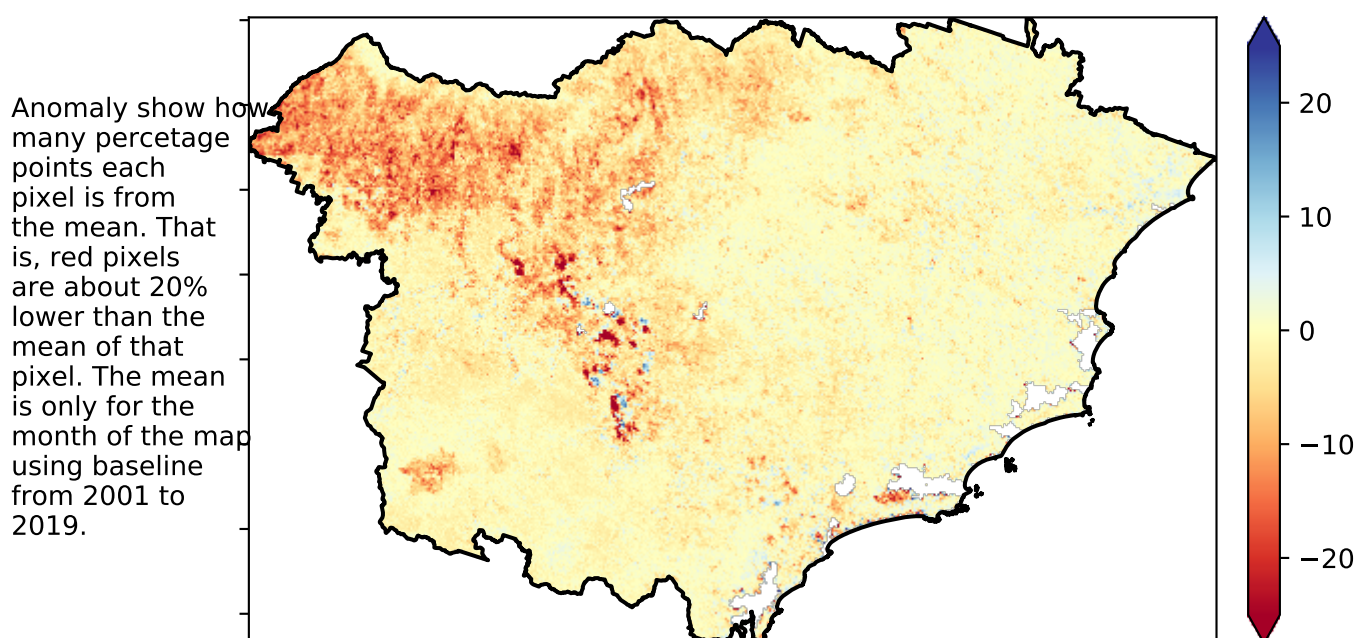 Anomaly show how
many percetage
points each
pixel is from
the mean. That
is, red pixels
are about 20%
lower than the
mean of that
pixel. The mean
is only for the
month of the map
using baseline
from 2001 to
2019.
20
10
0
−10
−20